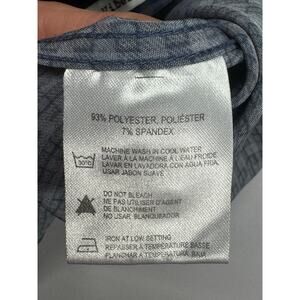 93% POLYESTER, POLIÉSTER
7% SPANDEX
30°C
MACHINE WASH IN COOL WATER
LAVER À LA MACHINE À L'EAU FROIDE
LAVAR EN LAVADORA CON AGUA FRIA.
USAR JABON SUAVE
DO NOT BLEACH
NE PAS UTILISER D'AGENT
DE BLANCHIMENT
NO USAR BLANQUEADOR
IRON AT LOW SETTING
REPASSER À TEMPÉRATURE BASSE
PLANCHAR A TEMPERATURA BAJA